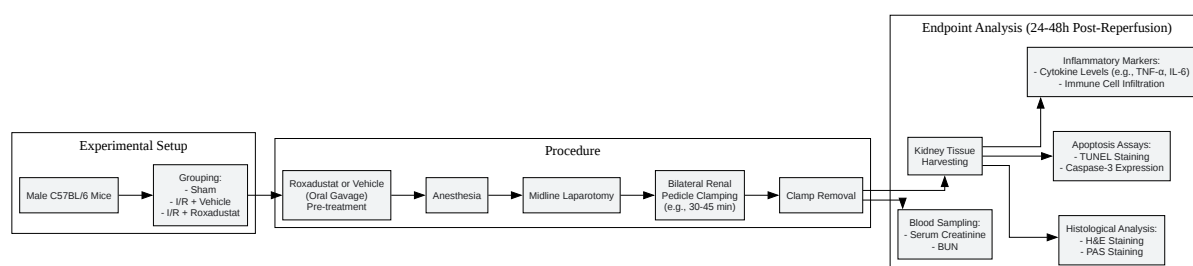 Experimental Setup
Male C57BL/6 Mice
Grouping:
- Sham
- I/R + Vehicle
- I/R + Roxadustat
Procedure
Roxadustat or Vehicle
(Oral Gavage)
Pre-treatment
Anesthesia
Midline Laparotomy
Bilateral Renal
Pedicle Clamping
(e.g., 30-45 min)
Clamp Removal
Endpoint Analysis (24-48h Post-Reperfusion)
Kidney Tissue
Harvesting
Blood Sampling:
- Serum Creatinine
- BUN
Inflammatory Markers:
- Cytokine Levels (e.g., TNF-α, IL-6)
- Immune Cell Infiltration
Apoptosis Assays:
- TUNEL Staining
- Caspase-3 Expression
Histological Analysis:
- H&E Staining
- PAS Staining